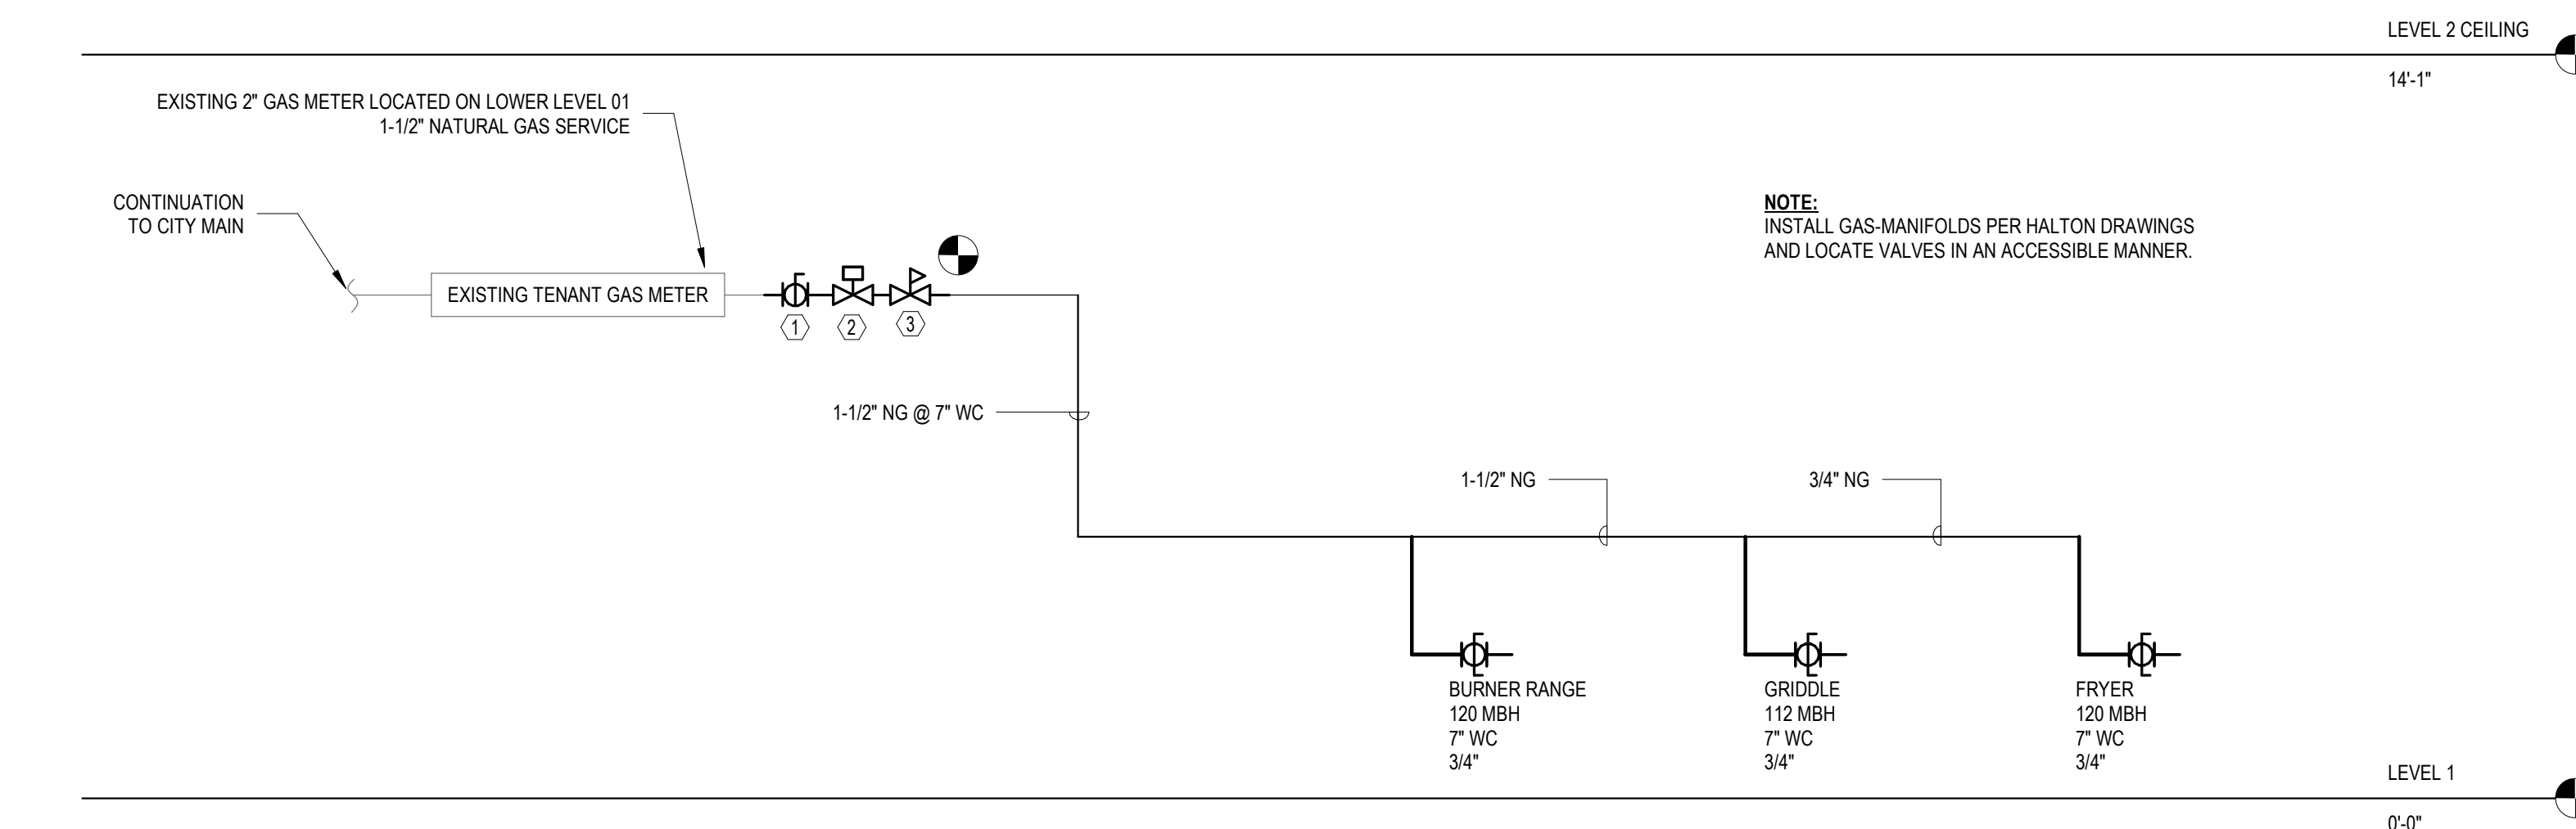 LEVEL 2 CEILING
14'-1"
EXISTING 2" GAS METER LOCATED ON LOWER LEVEL 01
1-1/2" NATURAL GAS SERVICE
CONTINUATION
TO CITY MAIN
NOTE:
INSTALL GAS-MANIFOLDS PER HALTON DRAWINGS
AND LOCATE VALVES IN AN ACCESSIBLE MANNER.
EXISTING TENANT GAS METER
1
2
3
1-1/2" NG @ 7" WC
1-1/2" NG
3/4" NG
BURNER RANGE
120 MBH
7" WC
3/4"
GRIDDLE
112 MBH
7" WC
3/4"
FRYER
120 MBH
7" WC
3/4"
LEVEL 1
0'-0"